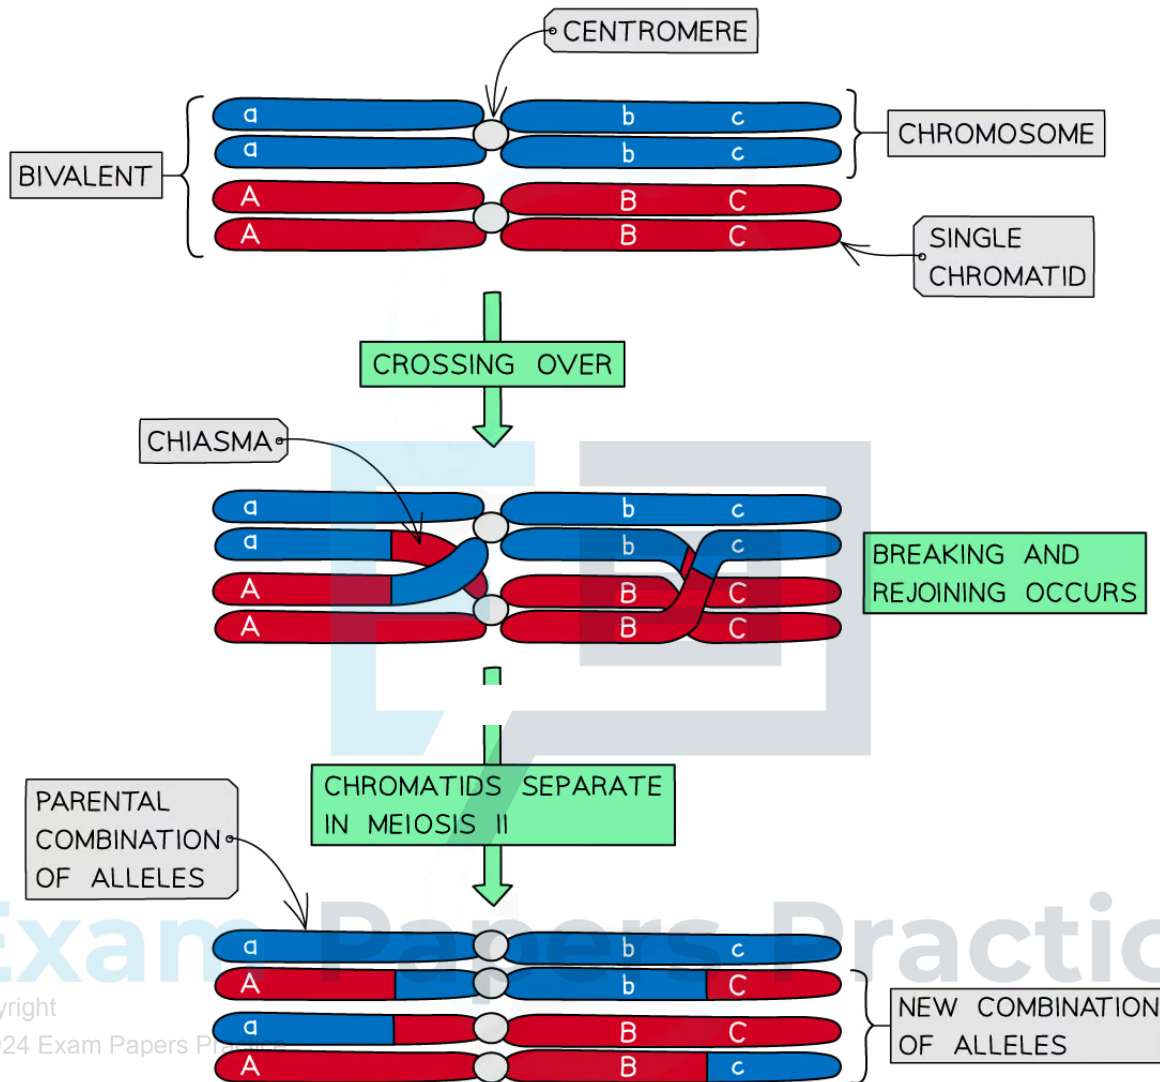 CENTROMERE
a b c
CHROMOSOME
a b c
BIVALENT
A B C
A B C
SINGLE
CHROMATID
CROSSING OVER
CHIASMA
a b c
a b c
BREAKING AND
REJOINING OCCURS
A B C
A B C
CHROMATIDS SEPARATE
IN MEIOSIS II
PARENTAL
COMBINATION
OF ALLELES
Exam Papers Practic
a b c
A b C
NEW COMBINATION
OF ALLELES
yright
a B C
24 Exam Papers Practice
A B c